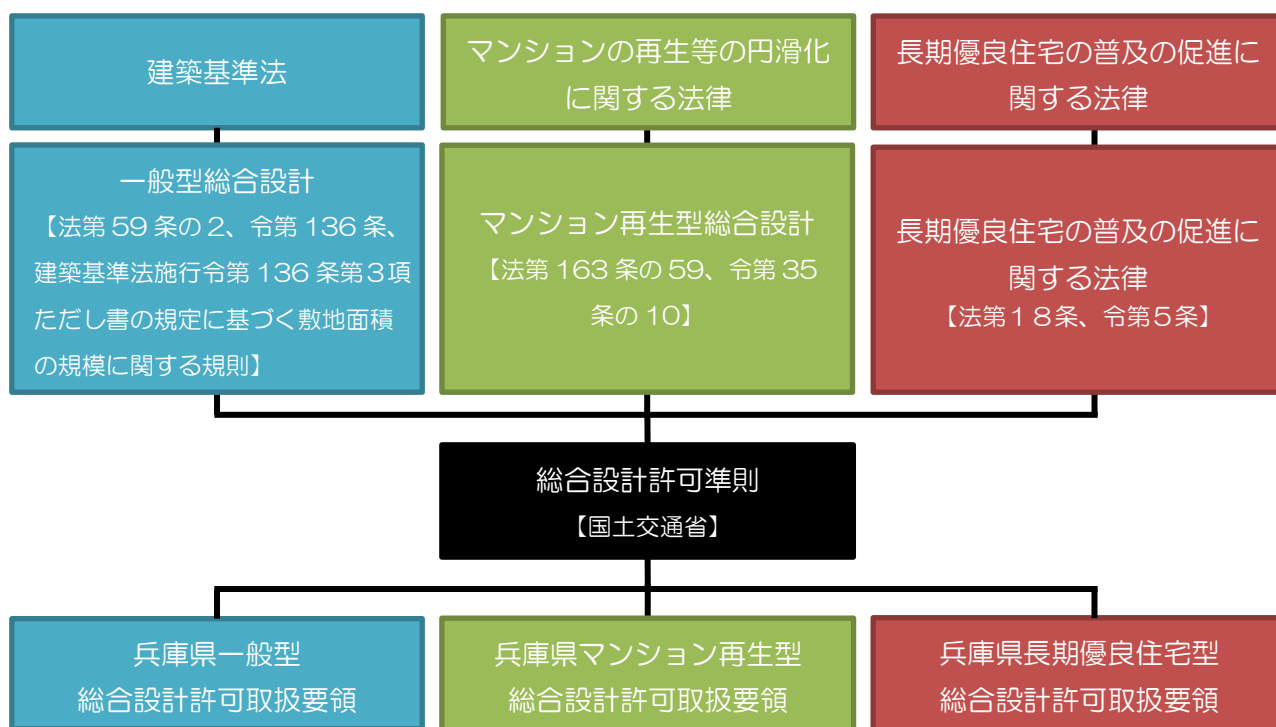 建築基準法
マンションの再生等の円滑化
に関する法律
長期優良住宅の普及の促進に
関する法律
一般型総合設計
【法第 59 条の 2、令第 136 条、
建築基準法施行令第 136 条第3項
ただし書の規定に基づく敷地面積
の規模に関する規則】
マンション再生型総合設計
【法第 163 条の 59、令第 35
条の 10】
長期優良住宅の普及の促進に
関する法律
【法第18条、令第5条】
総合設計許可準則
【国土交通省】
兵庫県一般型
総合設計許可取扱要領
兵庫県マンション再生型
総合設計許可取扱要領
兵庫県長期優良住宅型
総合設計許可取扱要領